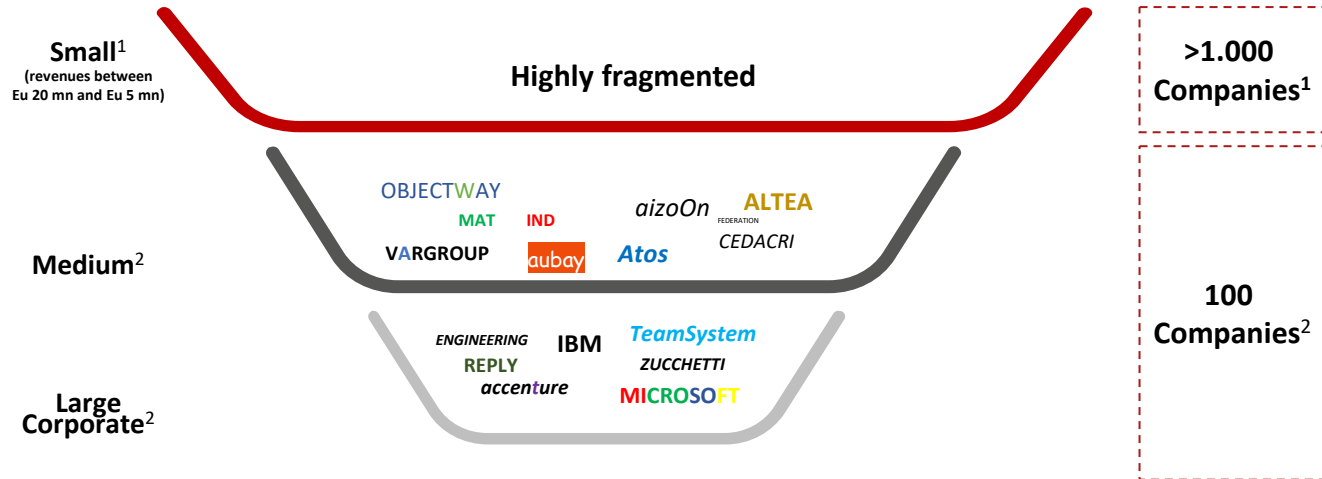 Small1
(revenues between
Eu 20 mn and Eu 5 mn)
Highly fragmented
>1.000
Companies1
OBJECTWAY
MAT IND
aizoOn
ALTEA
FEDERATION
CEDACRI
VARGROUP
aubay
Atos
Medium2
100
Companies2
ENGINEERING
IBM
TeamSystem
REPLY
ZUCCHETTI
accenture
MICROSOFT
Large
Corporate2